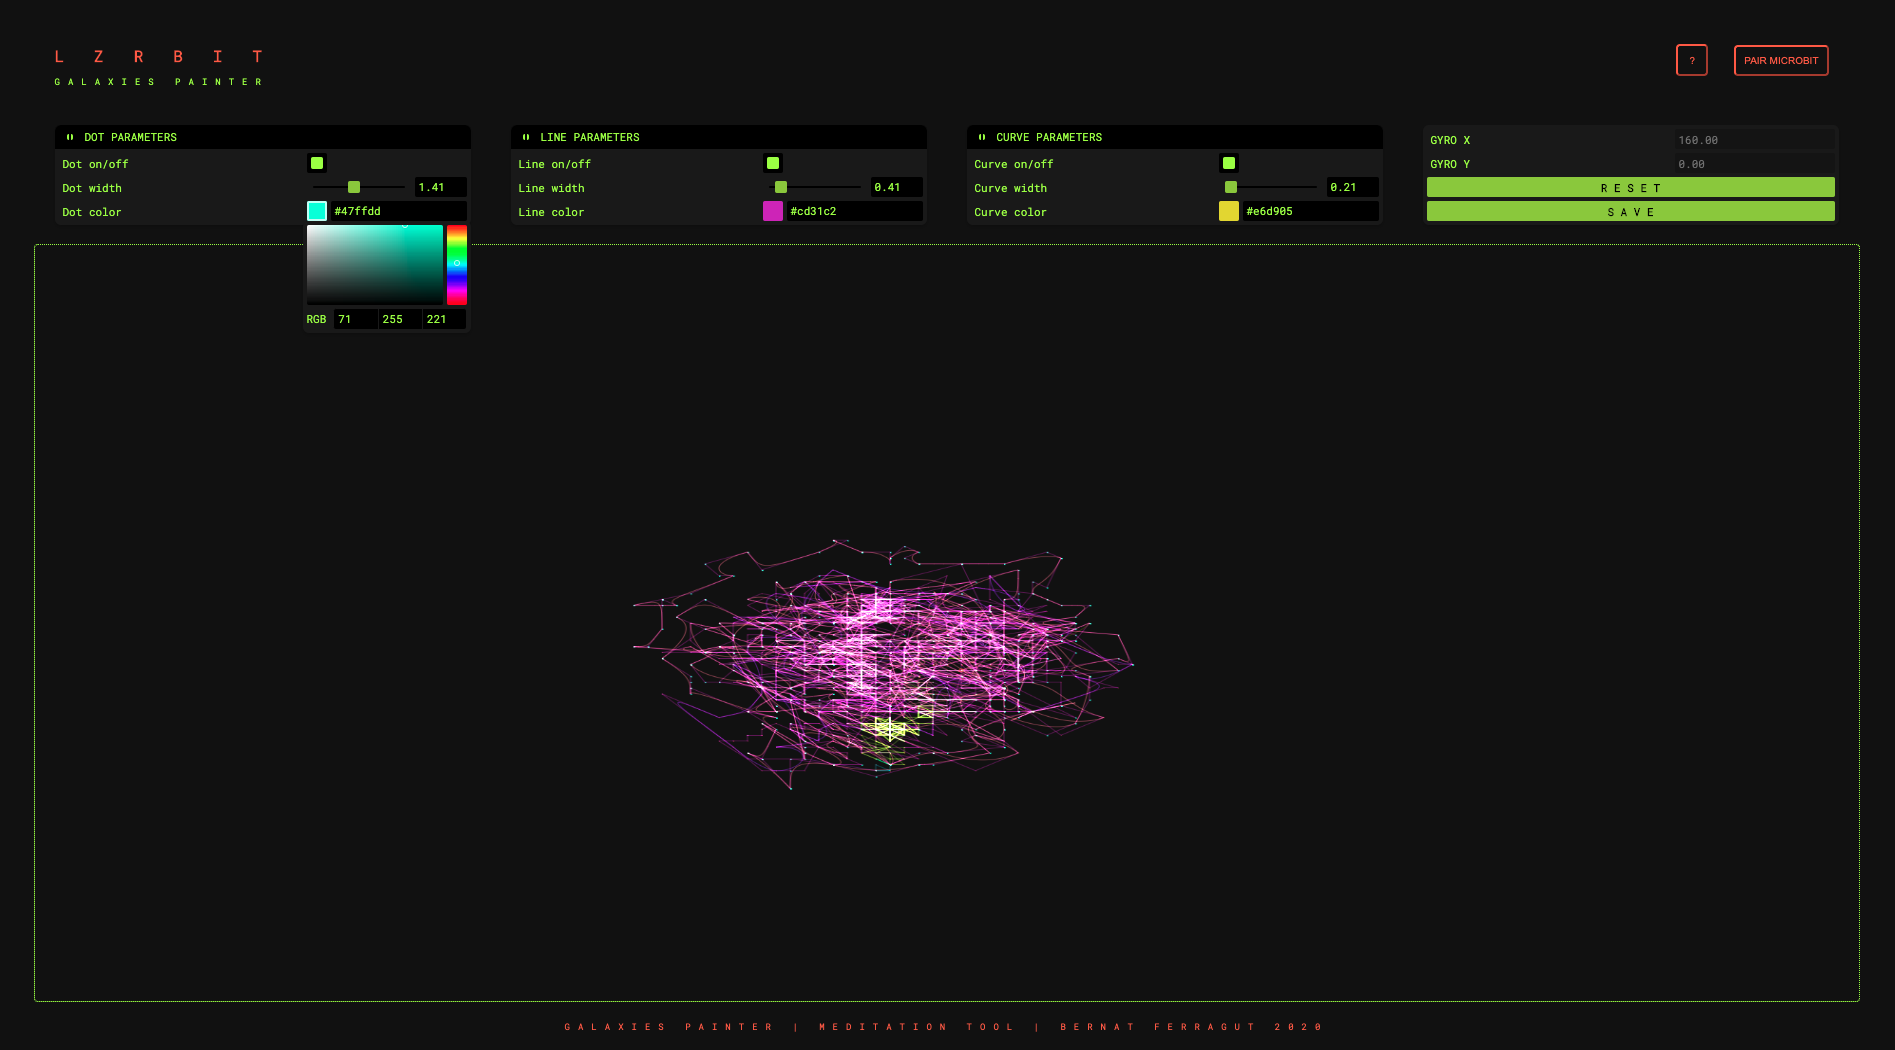 L Z R B I T
GALAXIES PAINTER
?
PAIR MICROBIT
DOT PARAMETERS
Dot on/off
Dot width 1.41
Dot color #47ffdd
RGB 71 255 221
LINE PARAMETERS
Line on/off
Line width 0.41
Line color #cd31c2
CURVE PARAMETERS
Curve on/off
Curve width 0.21
Curve color #e6d905
GYRO X 160.00
GYRO Y 0.00
RESET
SAVE
GALAXIES PAINTER | MEDITATION TOOL | BERNAT FERRAGUT 2020